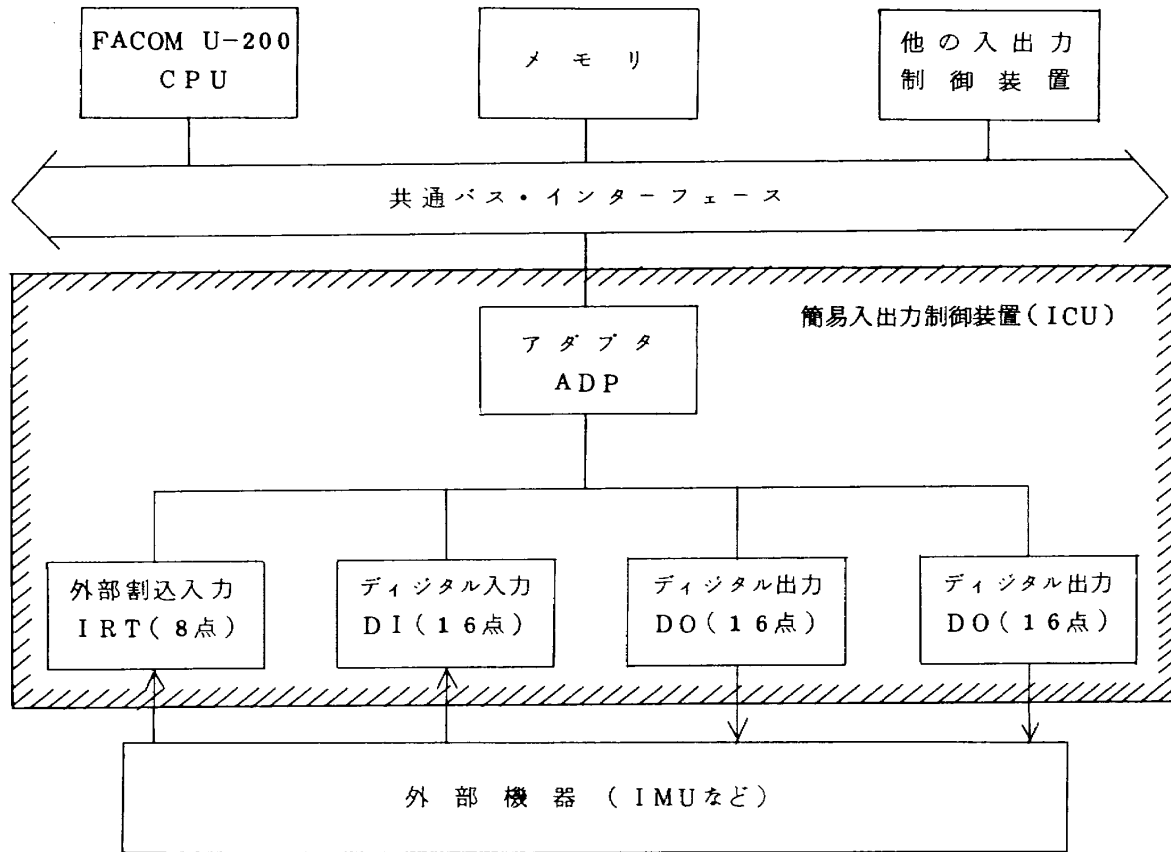 FACOM U-200
CPU
メモリ
他の入出力
制御装置
共通バス・インターフェース
簡易入出力制御装置(ICU)
アダプタ
ADP
外部割込入力
IRT(8点)
ディジタル入力
DI(16点)
ディジタル出力
DO(16点)
ディジタル出力
DO(16点)
外部機器(IMUなど)